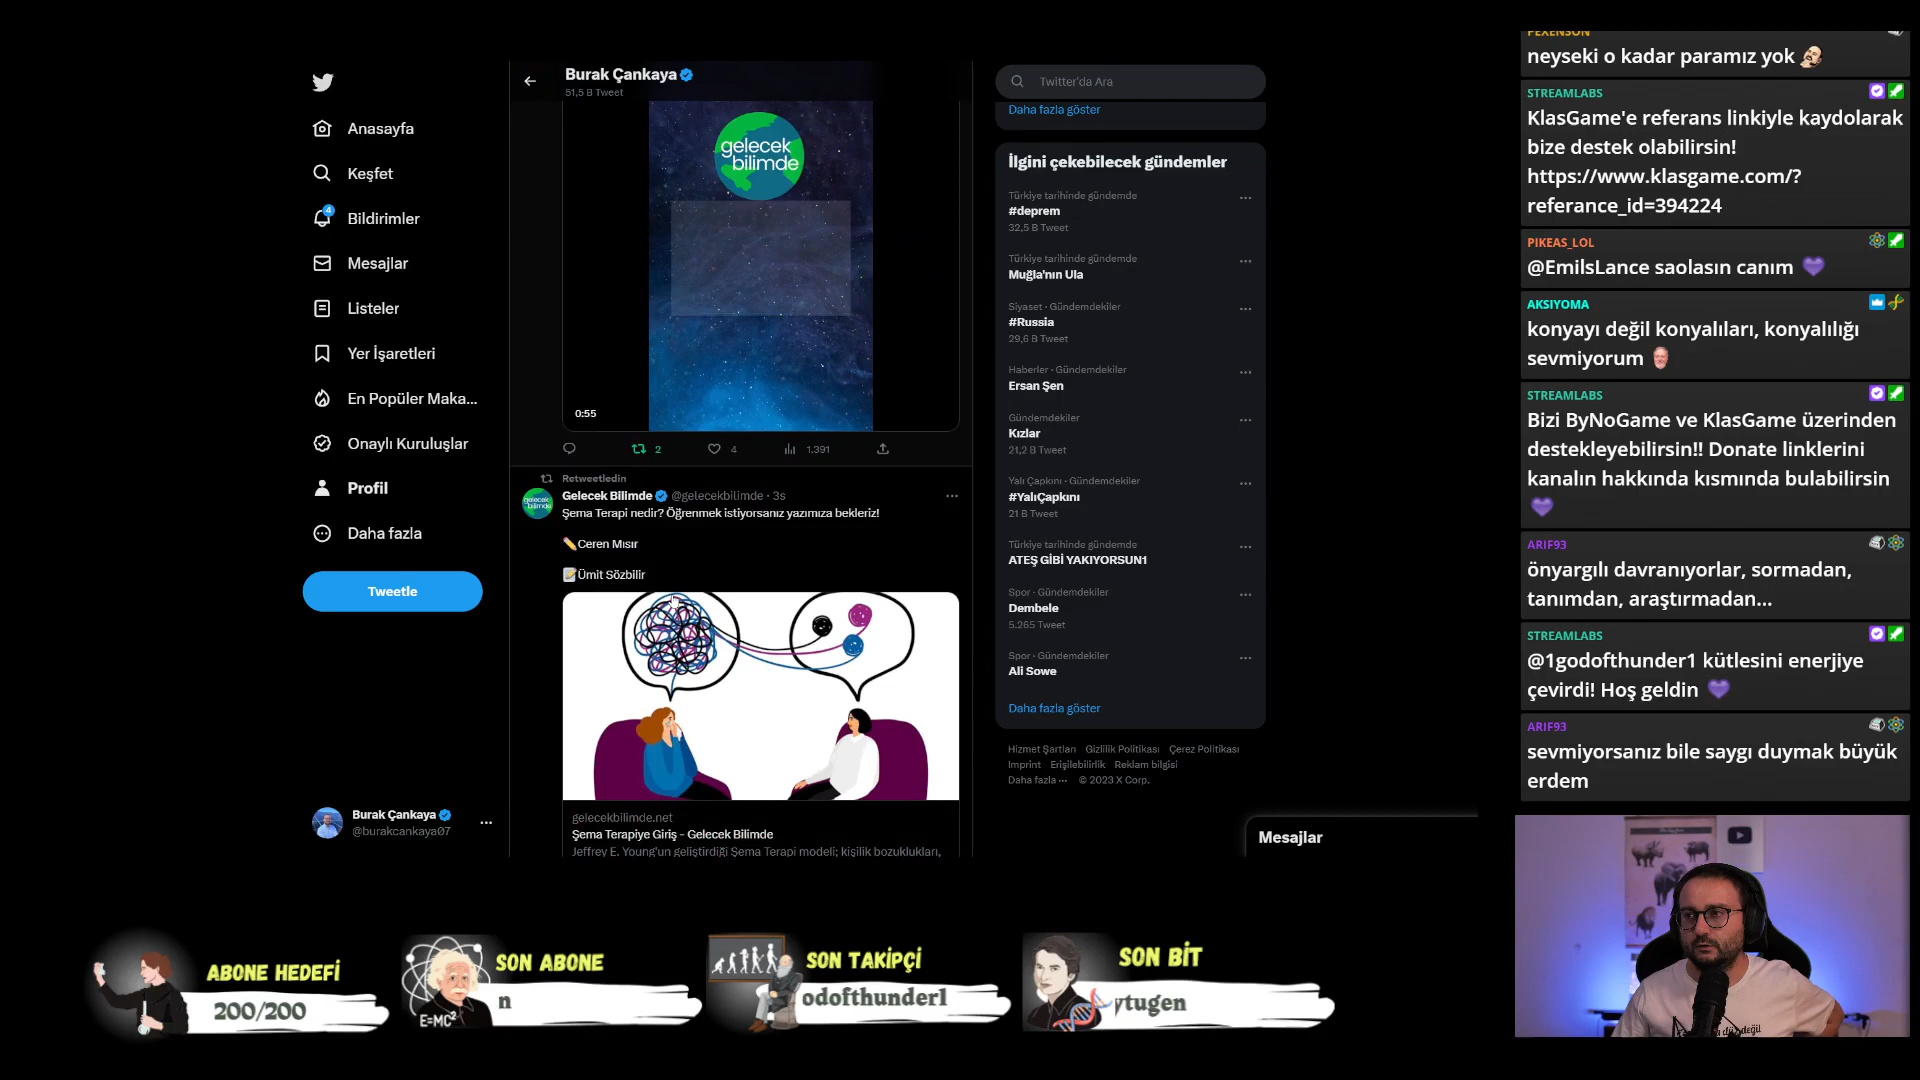 Anasayfa
Keşfet
4
Bildirimler
Mesajlar
Listeler
Yer İşaretleri
En Popüler Maka...
Onaylı Kuruluşlar
Profil
Daha fazla
Tweetle
Burak Çankaya
@burakcankaya07
Burak Çankaya
51,5 B Tweet
gelecek
bilimde
0:55
2
4
1.391
Retweetledin
Gelecek Bilimde @gelecekbilimde · 3s
Şema Terapi nedir? Öğrenmek istiyorsanız yazımıza bekleriz!
Ceren Mısır
Ümit Sözbilir
gelecekbilimde.net
Şema Terapiye Giriş - Gelecek Bilimde
Jeffrey E. Young'un geliştirdiği Şema Terapi modeli; kişilik bozuklukları,
Twitter'da Ara
Daha fazla göster
İlgini çekebilecek gündemler
Türkiye tarihinde gündemde
#deprem
32,5 B Tweet
Türkiye tarihinde gündemde
Muğla'nın Ula
Siyaset · Gündemdekiler
#Russia
29,6 B Tweet
Haberler · Gündemdekiler
Ersan Şen
Gündemdekiler
Kızlar
21,2 B Tweet
Yalı Çapkını · Gündemdekiler
#YalıÇapkını
21 B Tweet
Türkiye tarihinde gündemde
ATEŞ GİBİ YAKIYORSUN1
Spor · Gündemdekiler
Dembele
5.265 Tweet
Spor · Gündemdekiler
Ali Sowe
Daha fazla göster
Hizmet Şartları Gizlilik Politikası Çerez Politikası
Imprint Erişilebilirlik Reklam bilgisi
Daha fazla ··· © 2023 X Corp.
Mesajlar
PEXENSON
neyseki o kadar paramız yok
STREAMLABS
KlasGame'e referans linkiyle kaydolarak
bize destek olabilirsin!
https://www.klasgame.com/?
referance_id=394224
PIKEAS_LOL
@EmilsLance saolasın canım
AKSIYOMA
konyayı değil konyalıları, konyalılığı
sevmiyorum
STREAMLABS
Bizi ByNoGame ve KlasGame üzerinden
destekleyebilirsin!! Donate linklerini
kanalın hakkında kısmında bulabilirsin
ARIF93
önyargılı davranıyorlar, sormadan,
tanımdan, araştırmadan...
STREAMLABS
@1godofthunder1 kütlesini enerjiye
çevirdi! Hoş geldin
ARIF93
sevmiyorsanız bile saygı duymak büyük
erdem
ABONE HEDEFİ
200/200
SON ABONE
n
E=MC²
SON TAKİPÇİ
odofthunder1
SON BİT
ytugen